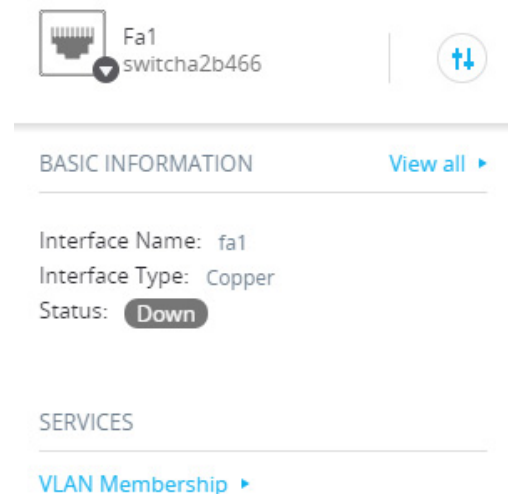 Fa1
switcha2b466
BASIC INFORMATION View all
Interface Name: fa1
Interface Type: Copper
Status: Down
SERVICES
VLAN Membership